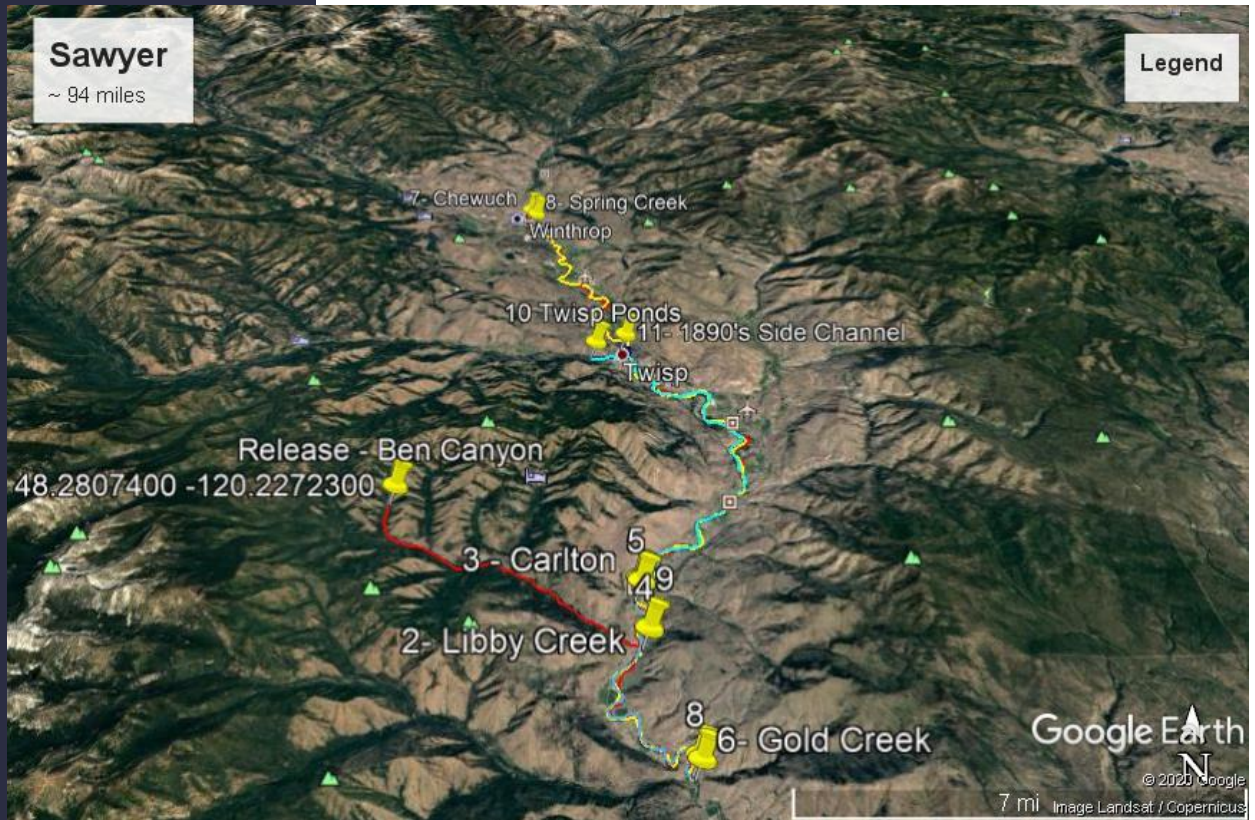 Sawyer
~ 94 miles
Legend
7- Chewuch
8- Spring Creek
Winthrop
10 Twisp Ponds
11- 1890's Side Channel
Twisp
Release - Ben Canyon
48.2807400 -120.2272300
5
3 - Carlton
4
9
2- Libby Creek
8
6- Gold Creek
Google Earth
N
© 2020 Google
7 mi
Image Landsat / Copernicus